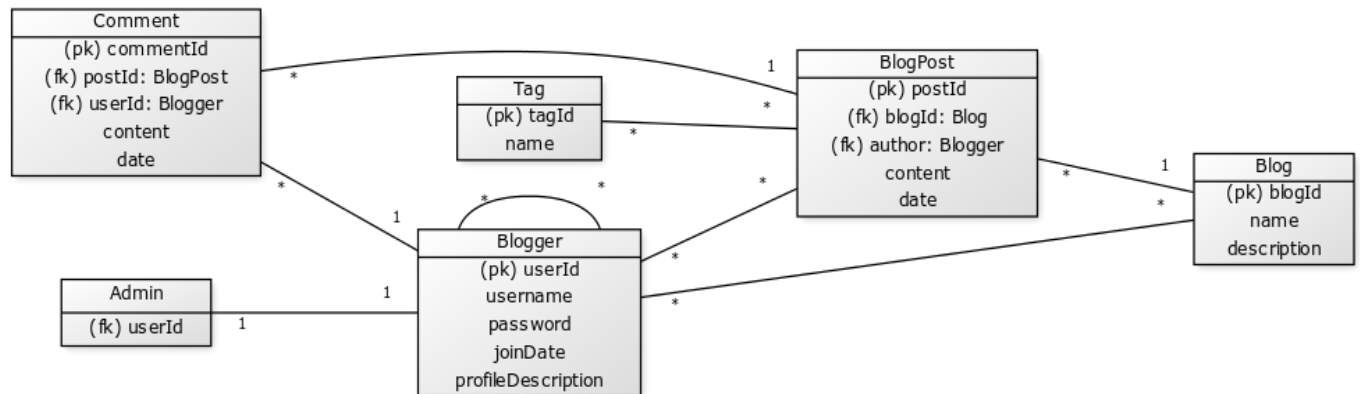 Comment
(pk) commentId
(fk) postId: BlogPost
(fk) userId: Blogger
content
date
*
*
1
*
Tag
(pk) tagId
name
*
BlogPost
(pk) postId
(fk) blogId: Blog
(fk) author: Blogger
content
date
*
1
*
Blog
(pk) blogId
name
description
1
*
*
*
*
*
Blogger
(pk) userId
username
password
joinDate
profileDescription
Admin
(fk) userId
1
1